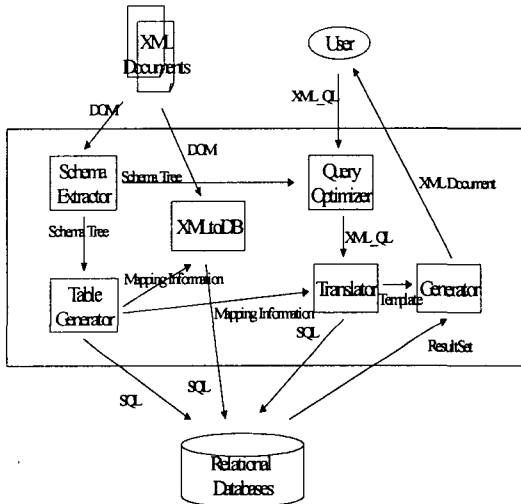 XML
Documents
User
DOM
XML_QL
DOM
Schema
Extractor
Schema Tree
Query
Optimizer
XML Document
XMLtoDB
Schema Tree
XML_QL
Mapping Information
Table
Generator
Translator
Generator
Template
Mapping Information
SQL
ResultSet
SQL
SQL
Relational
Databases